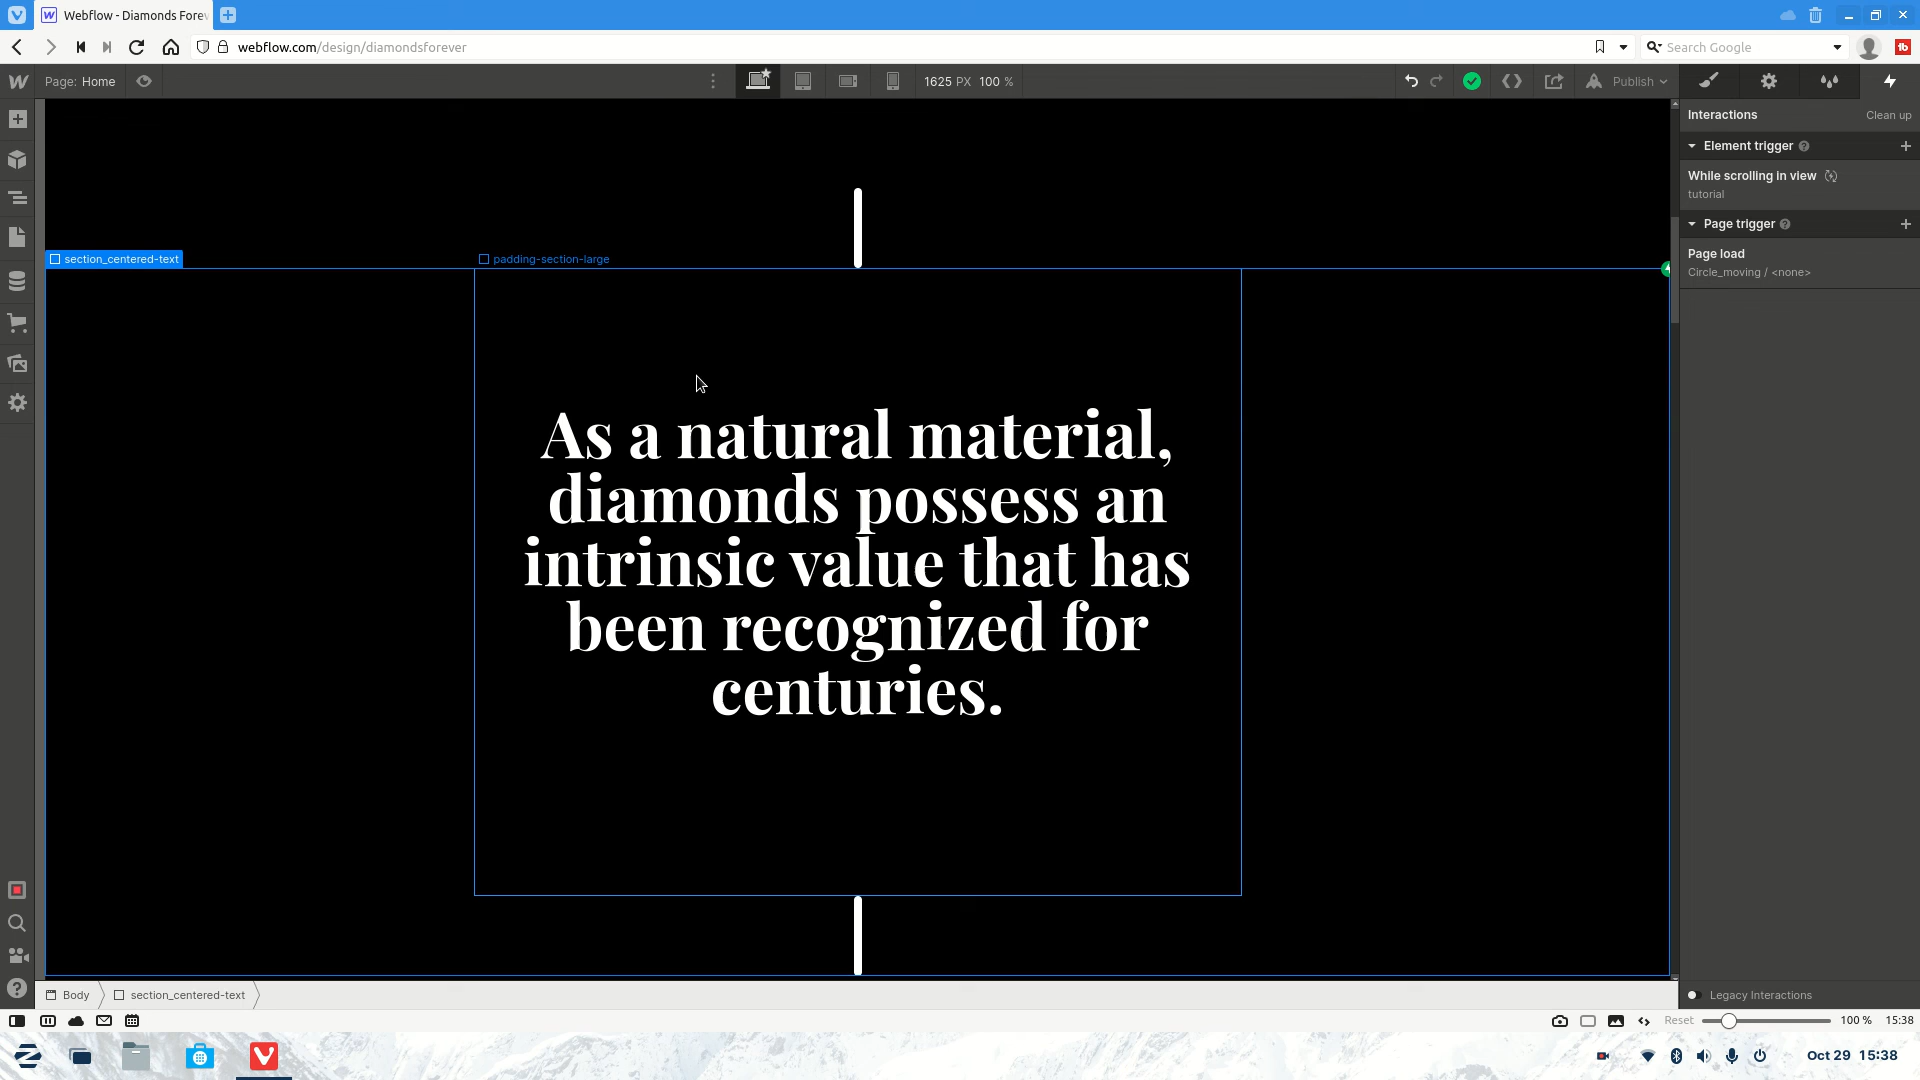 Webflow - Diamonds Forev
webflow.com/design/diamondsforever
Search Google
Page: Home
1625 PX 100 %
Publish
Interactions
Clean up
Element trigger
While scrolling in view
tutorial
Page trigger
Page load
Circle_moving / <none>
section_centered-text
padding-section-large
As a natural material,
diamonds possess an
intrinsic value that has
been recognized for
centuries.
Body
section_centered-text
Legacy Interactions
Reset
100 %
15:38
Oct 29 15:38